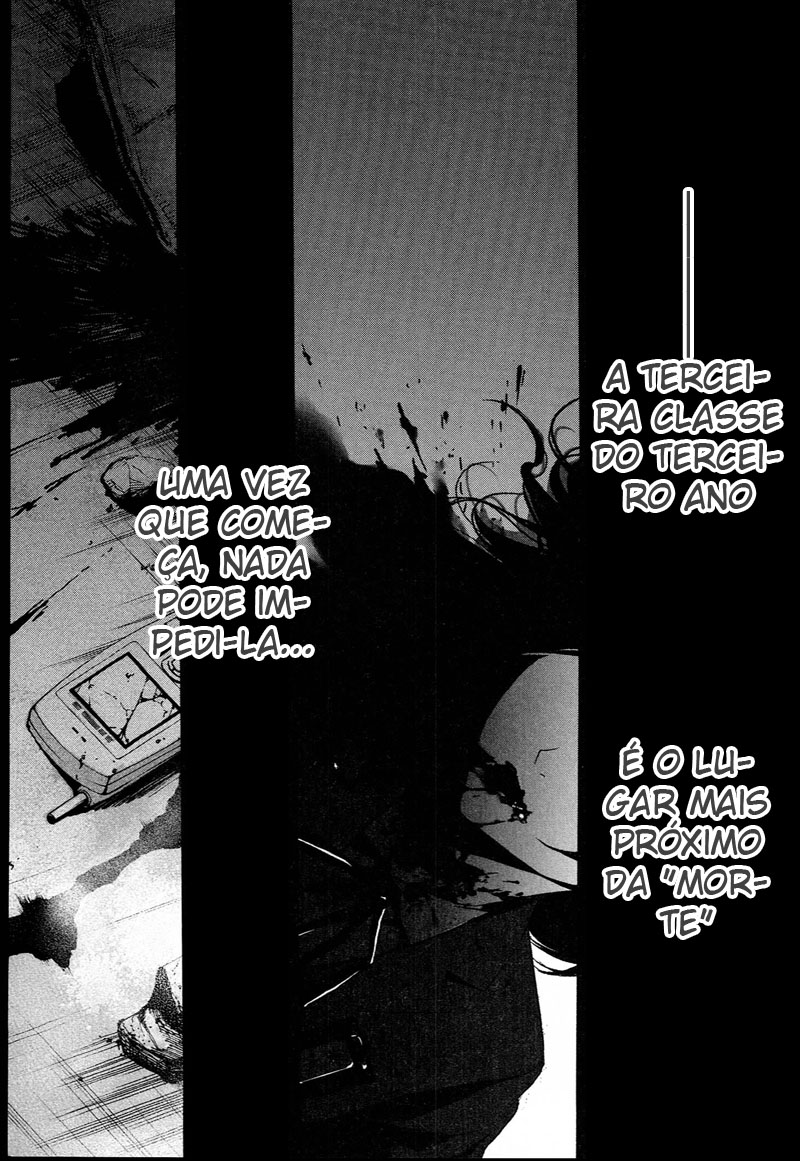 A TERCEI-
RA CLASSE
DO TERCEI-
RO ANO
É O LU-
GAR MAIS
PRÓXIMO
DA "MOR-
TE"
UMA VEZ
QUE COME-
ÇA, NADA
PODE IM-
PEDI-LA...